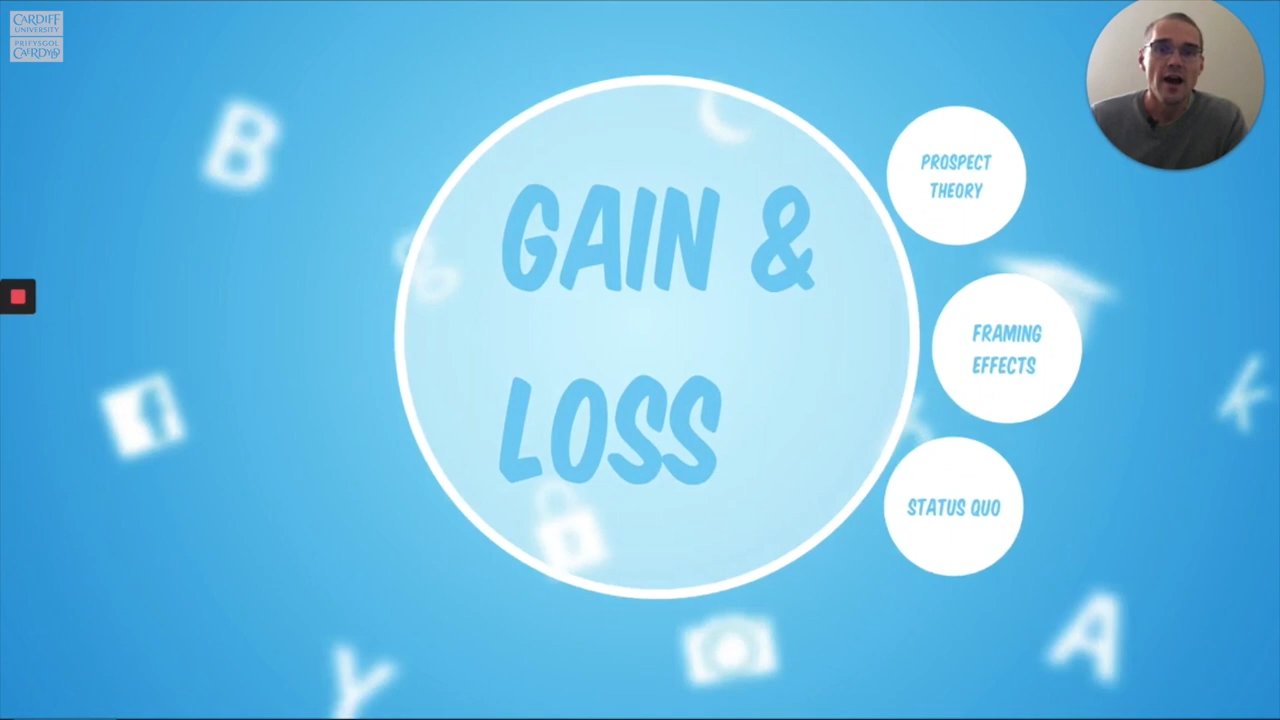 CARDIFF
UNIVERSITY
PRIFYSGOL
CAERDYDD
B
GAIN &
LOSS
PROSPECT
THEORY
FRAMING
EFFECTS
STATUS QUO
f
k
A
Y